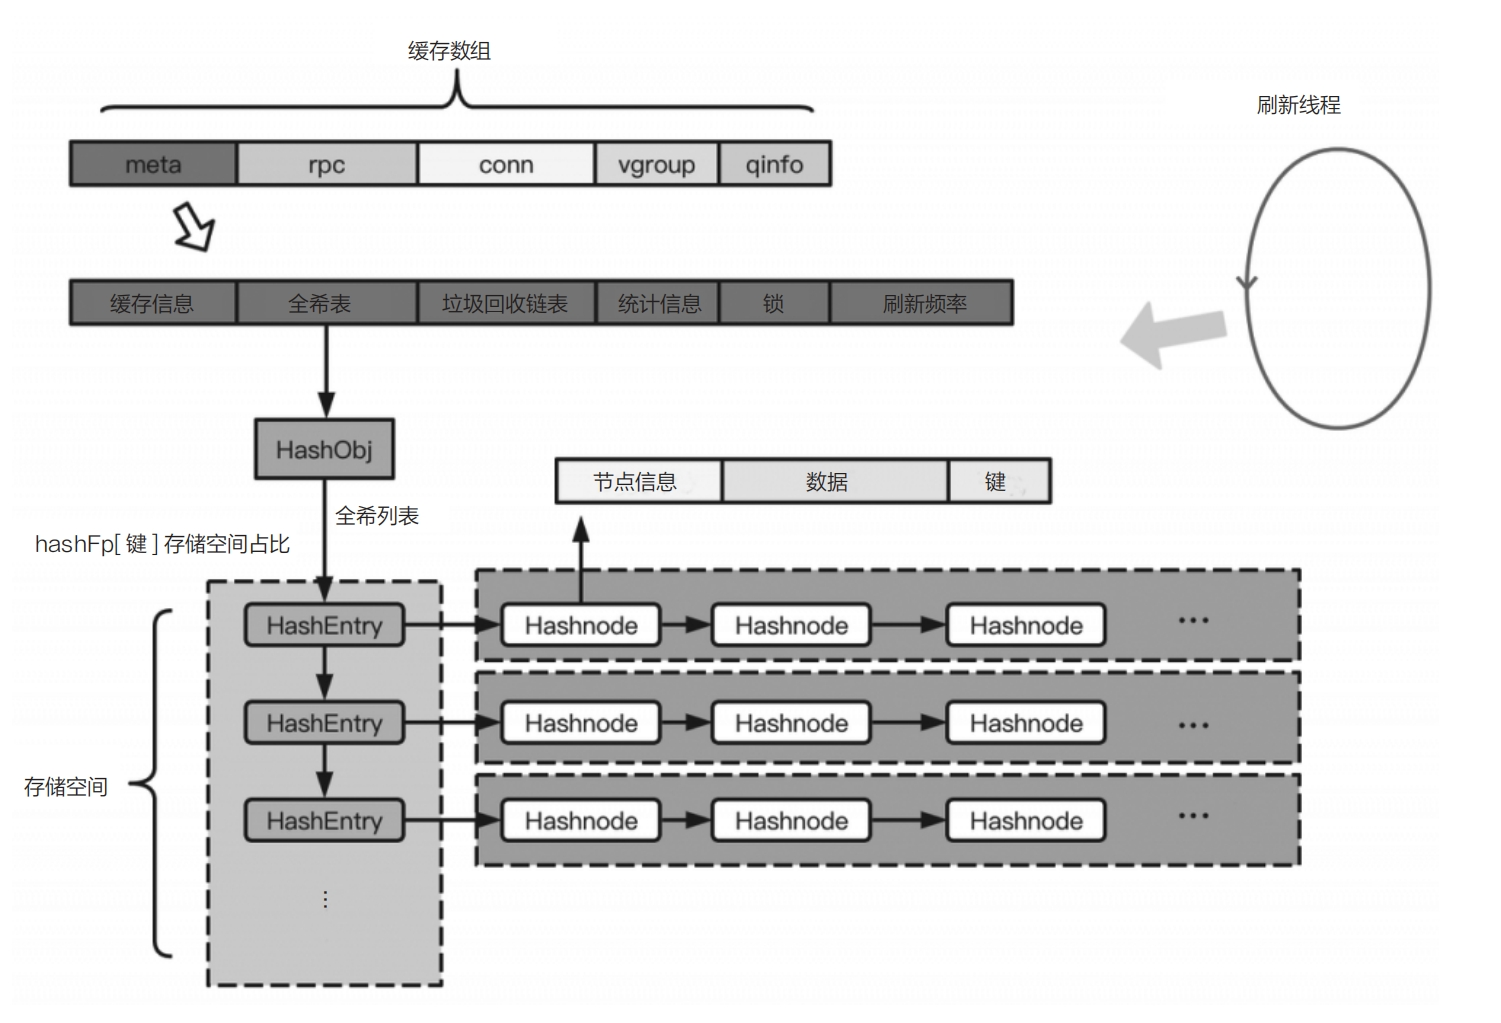 缓存数组
刷新线程
meta rpc conn vgroup qinfo
缓存信息 全希表 垃圾回收链表 统计信息 锁 刷新频率
HashObj
节点信息 数据 键
全希列表
hashFp[ 键 ] 存储空间占比
HashEntry Hashnode Hashnode Hashnode ...
HashEntry Hashnode Hashnode Hashnode ...
存储空间
HashEntry Hashnode Hashnode Hashnode ...
⋮